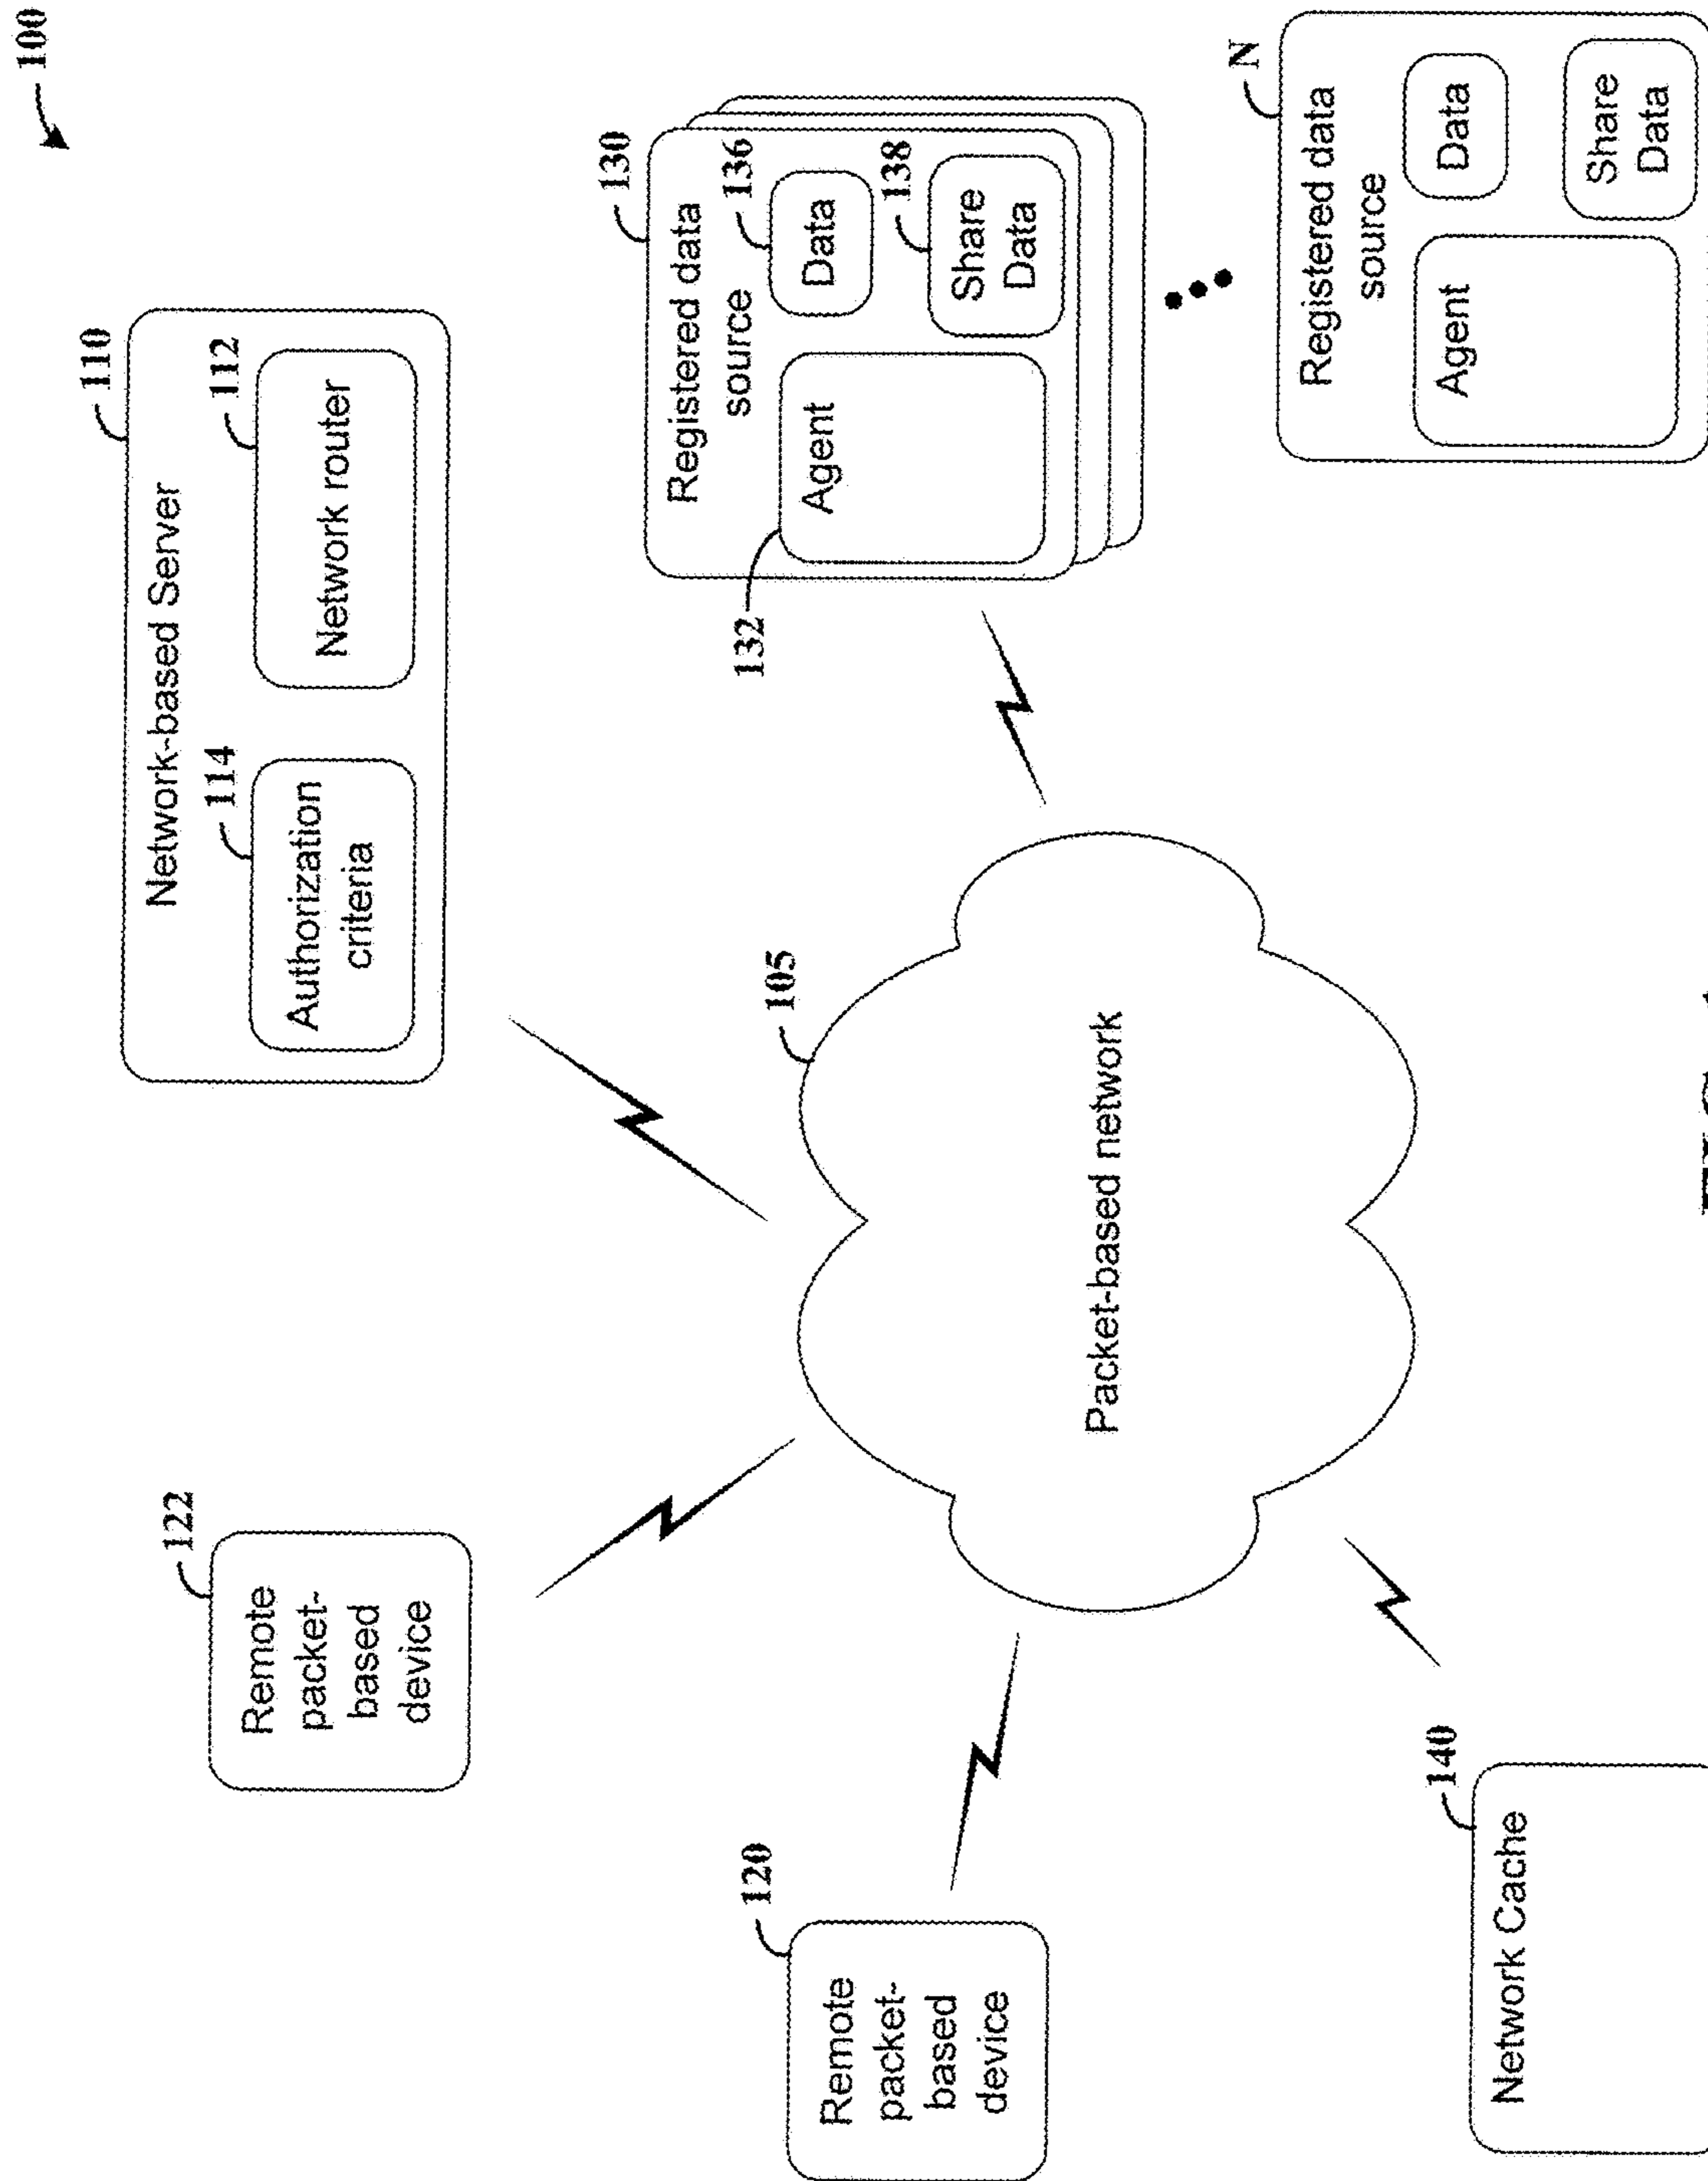 100
110
Network-based Server
114
Authorization
criteria
112
Network router
122
Remote
packet-
based
device
120
Remote
packet-
based
device
105
Packet-based network
130
Registered data
source
132
Agent
136
Data
138
Share
Data
N
Registered data
source
Agent
Data
Share
Data
140
Network Cache